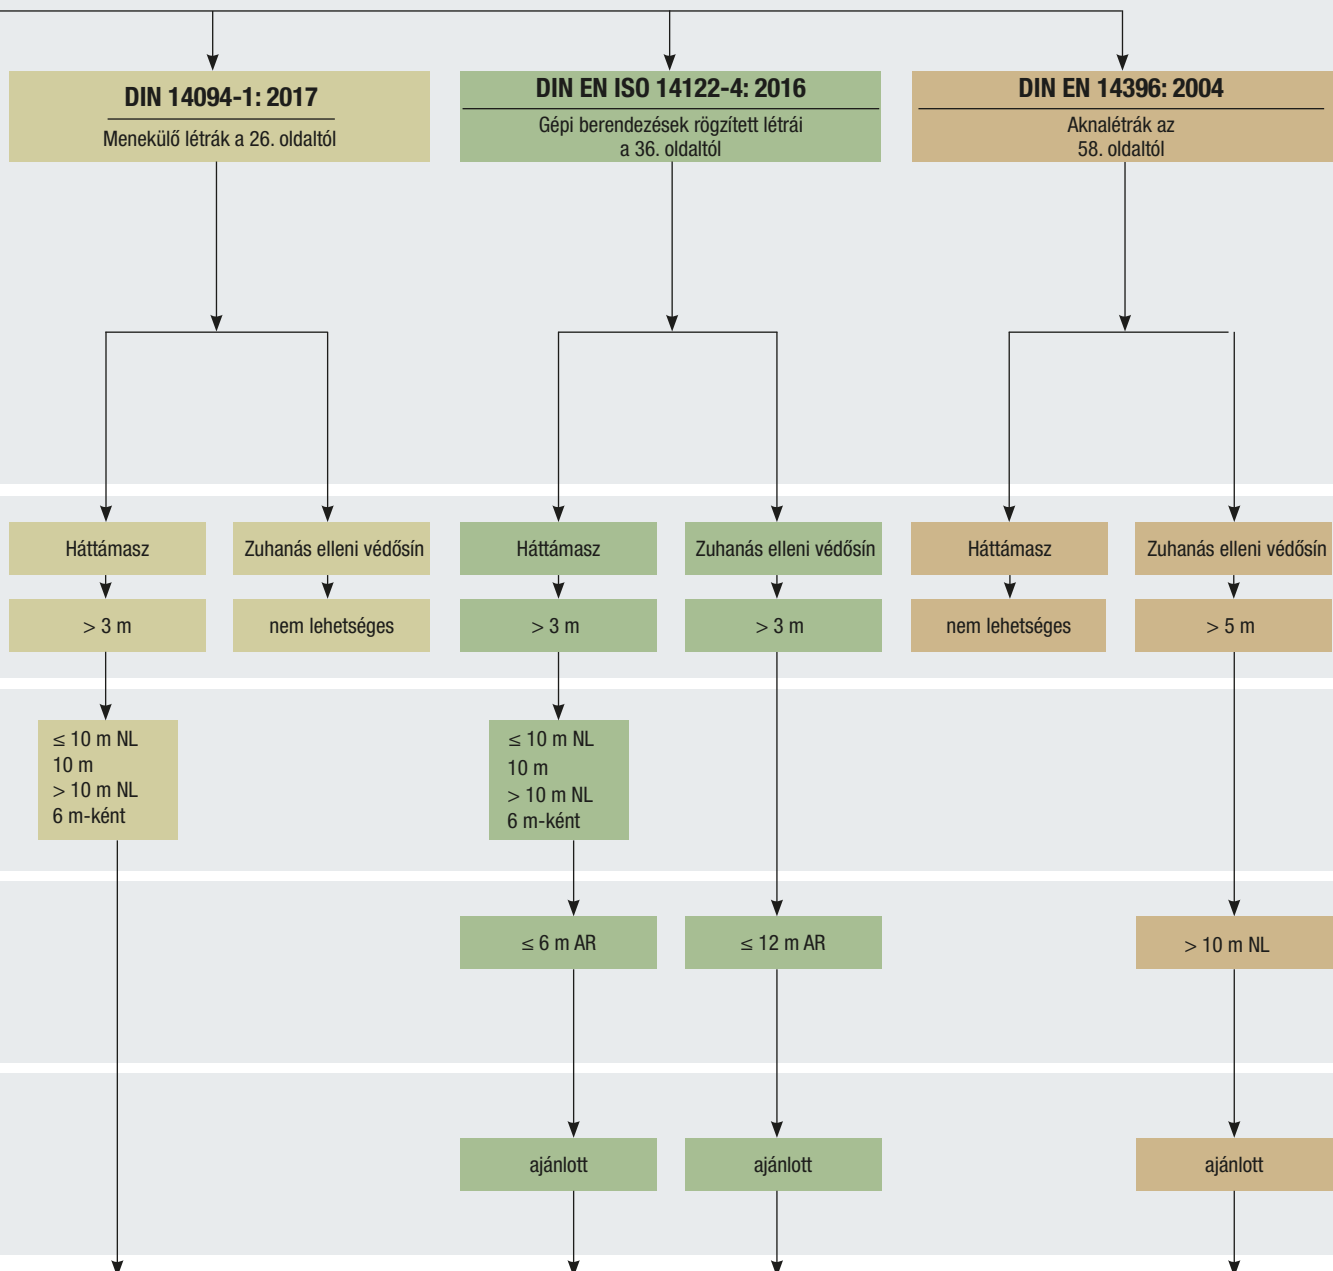 DIN 14094-1: 2017
Menekülő létrák a 26. oldaltól
DIN EN ISO 14122-4: 2016
Gépi berendezések rögzített létrái
a 36. oldaltól
DIN EN 14396: 2004
Aknalétrák az
58. oldaltól
Háttámasz
Zuhanás elleni védősín
Háttámasz
Zuhanás elleni védősín
Háttámasz
Zuhanás elleni védősín
> 3 m
nem lehetséges
> 3 m
> 3 m
nem lehetséges
> 5 m
≤ 10 m NL
10 m
> 10 m NL
6 m-ként
≤ 10 m NL
10 m
> 10 m NL
6 m-ként
≤ 6 m AR
≤ 12 m AR
> 10 m NL
ajánlott
ajánlott
ajánlott